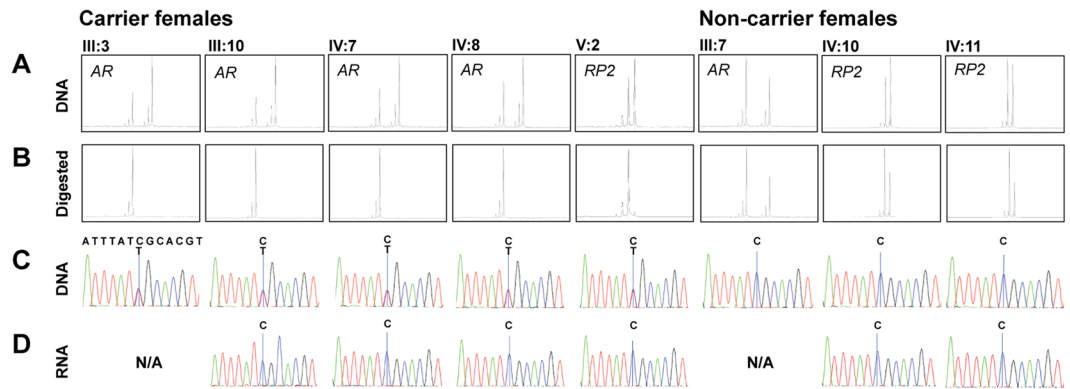 Carrier females Non-carrier females
III:3 III:10 IV:7 IV:8 V:2 III:7 IV:10 IV:11
A DNA AR AR AR AR RP2 AR RP2 RP2
B Digested
ATTTATCGCACGT C C C C C C C
T T T T T
C DNA
C C C C C C
D RNA N/A N/A